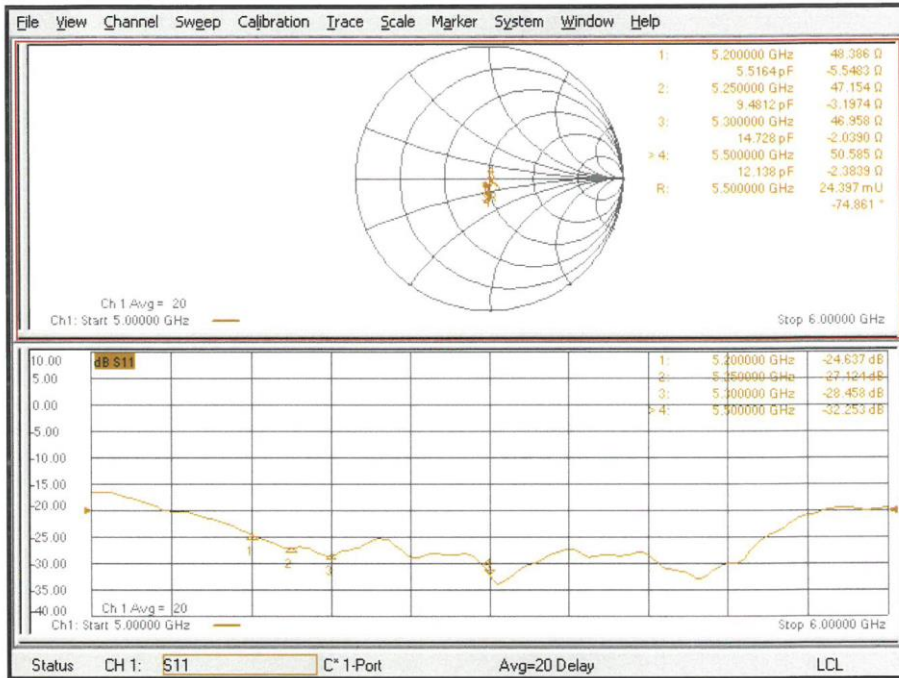 File View Channel Sweep Calibration Trace Scale Marker System Window Help
1: 5.200000 GHz 48.386 Ω
5.5164 pF -5.5483 Ω
2: 5.250000 GHz 47.154 Ω
9.4812 pF -3.1974 Ω
3: 5.300000 GHz 46.958 Ω
14.728 pF -2.0390 Ω
> 4: 5.500000 GHz 50.585 Ω
12.138 pF -2.3839 Ω
R: 5.500000 GHz 24.397 mU
-74.861 °
Ch 1 Avg = 20
Ch1: Start 5.00000 GHz
Stop 6.00000 GHz
10.00
dB S11
1: 5.200000 GHz -24.637 dB
5.00
2: 5.250000 GHz -27.124 dB
0.00
3: 5.300000 GHz -28.458 dB
> 4: 5.500000 GHz -32.253 dB
-5.00
-10.00
-15.00
-20.00
-25.00
1
-30.00
2
3
4
-35.00
-40.00
Ch 1 Avg = 20
Ch1: Start 5.00000 GHz
Stop 6.00000 GHz
Status CH 1: S11 C* 1-Port Avg=20 Delay LCL